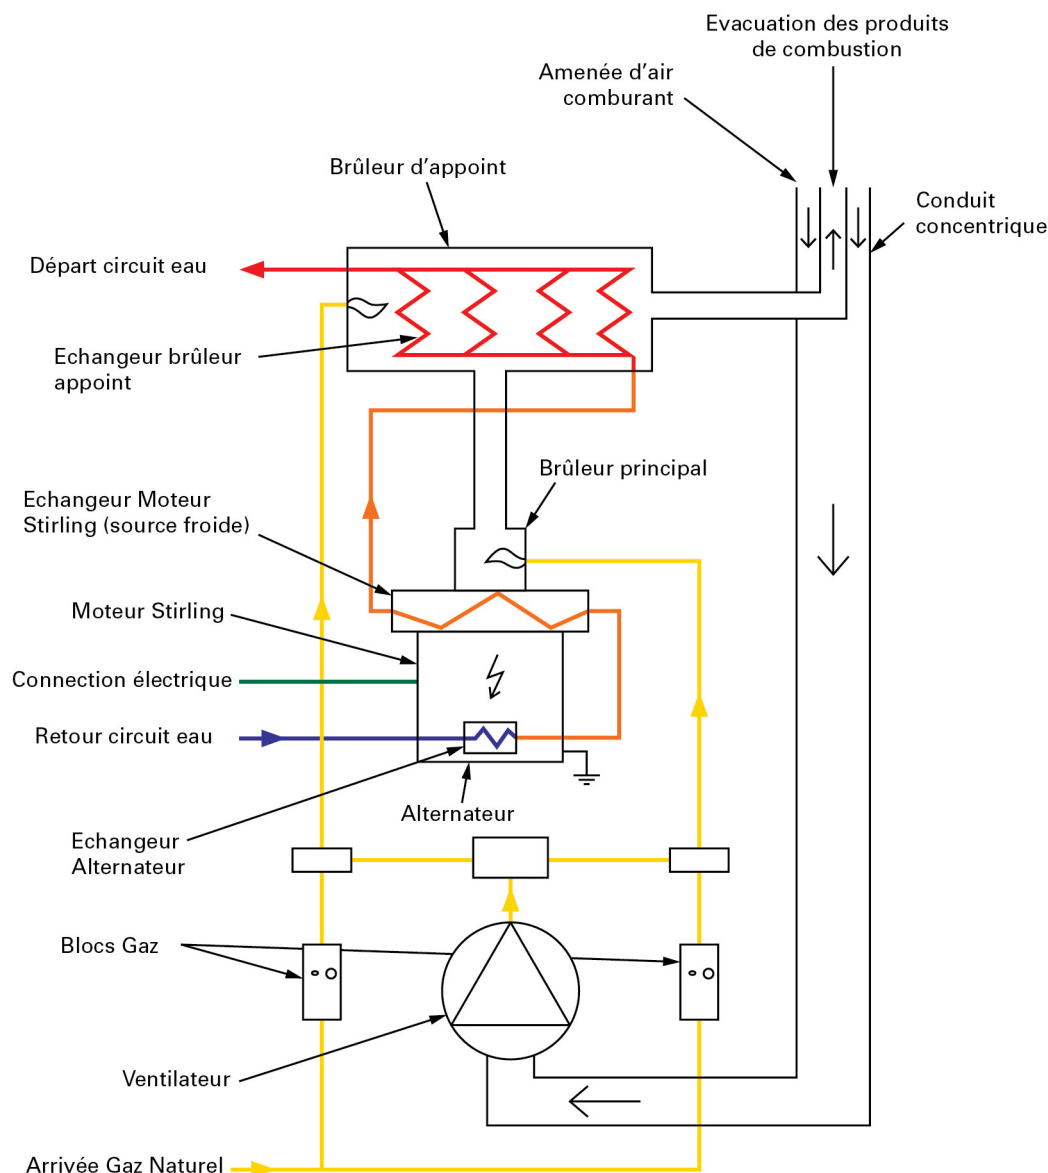 Evacuation des produits
de combustion
Amenée d’air
comburant
Brûleur d’appoint
Conduit
concentrique
Départ circuit eau
Echangeur brûleur
appoint
Brûleur principal
Echangeur Moteur
Stirling (source froide)
Moteur Stirling
Connection électrique
Retour circuit eau
Alternateur
Echangeur
Alternateur
Blocs Gaz
Ventilateur
Arrivée Gaz Naturel